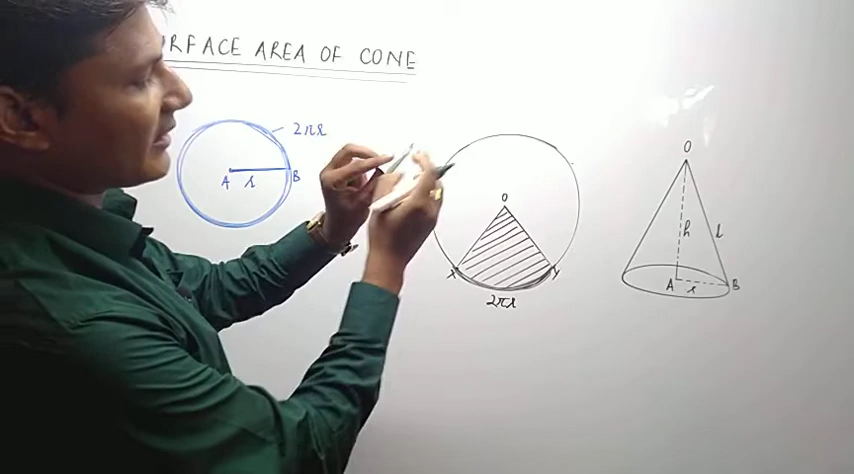 RFACE AREA OF CONE
2πr
A r B
O
X Y
2πr
O
h l
A r B